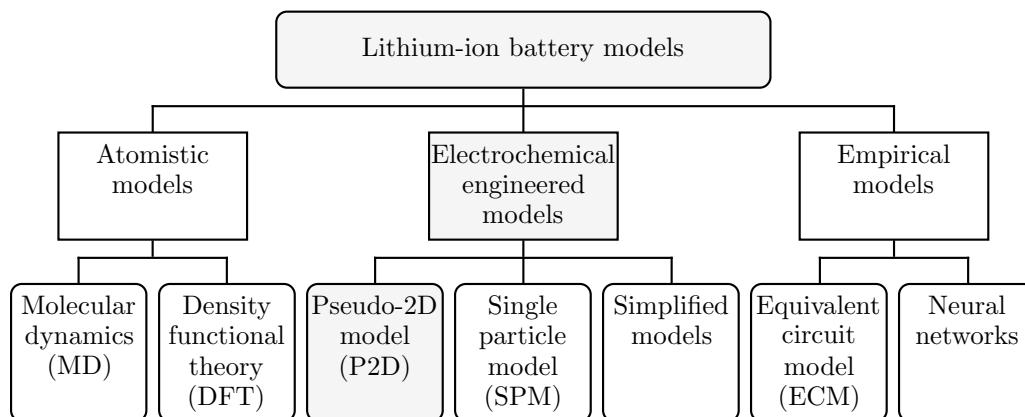 Lithium-ion battery models
Atomistic
models
Electrochemical
engineered
models
Empirical
models
Molecular
dynamics
(MD)
Density
functional
theory
(DFT)
Pseudo-2D
model
(P2D)
Single
particle
model
(SPM)
Simplified
models
Equivalent
circuit model
(ECM)
Neural
networks